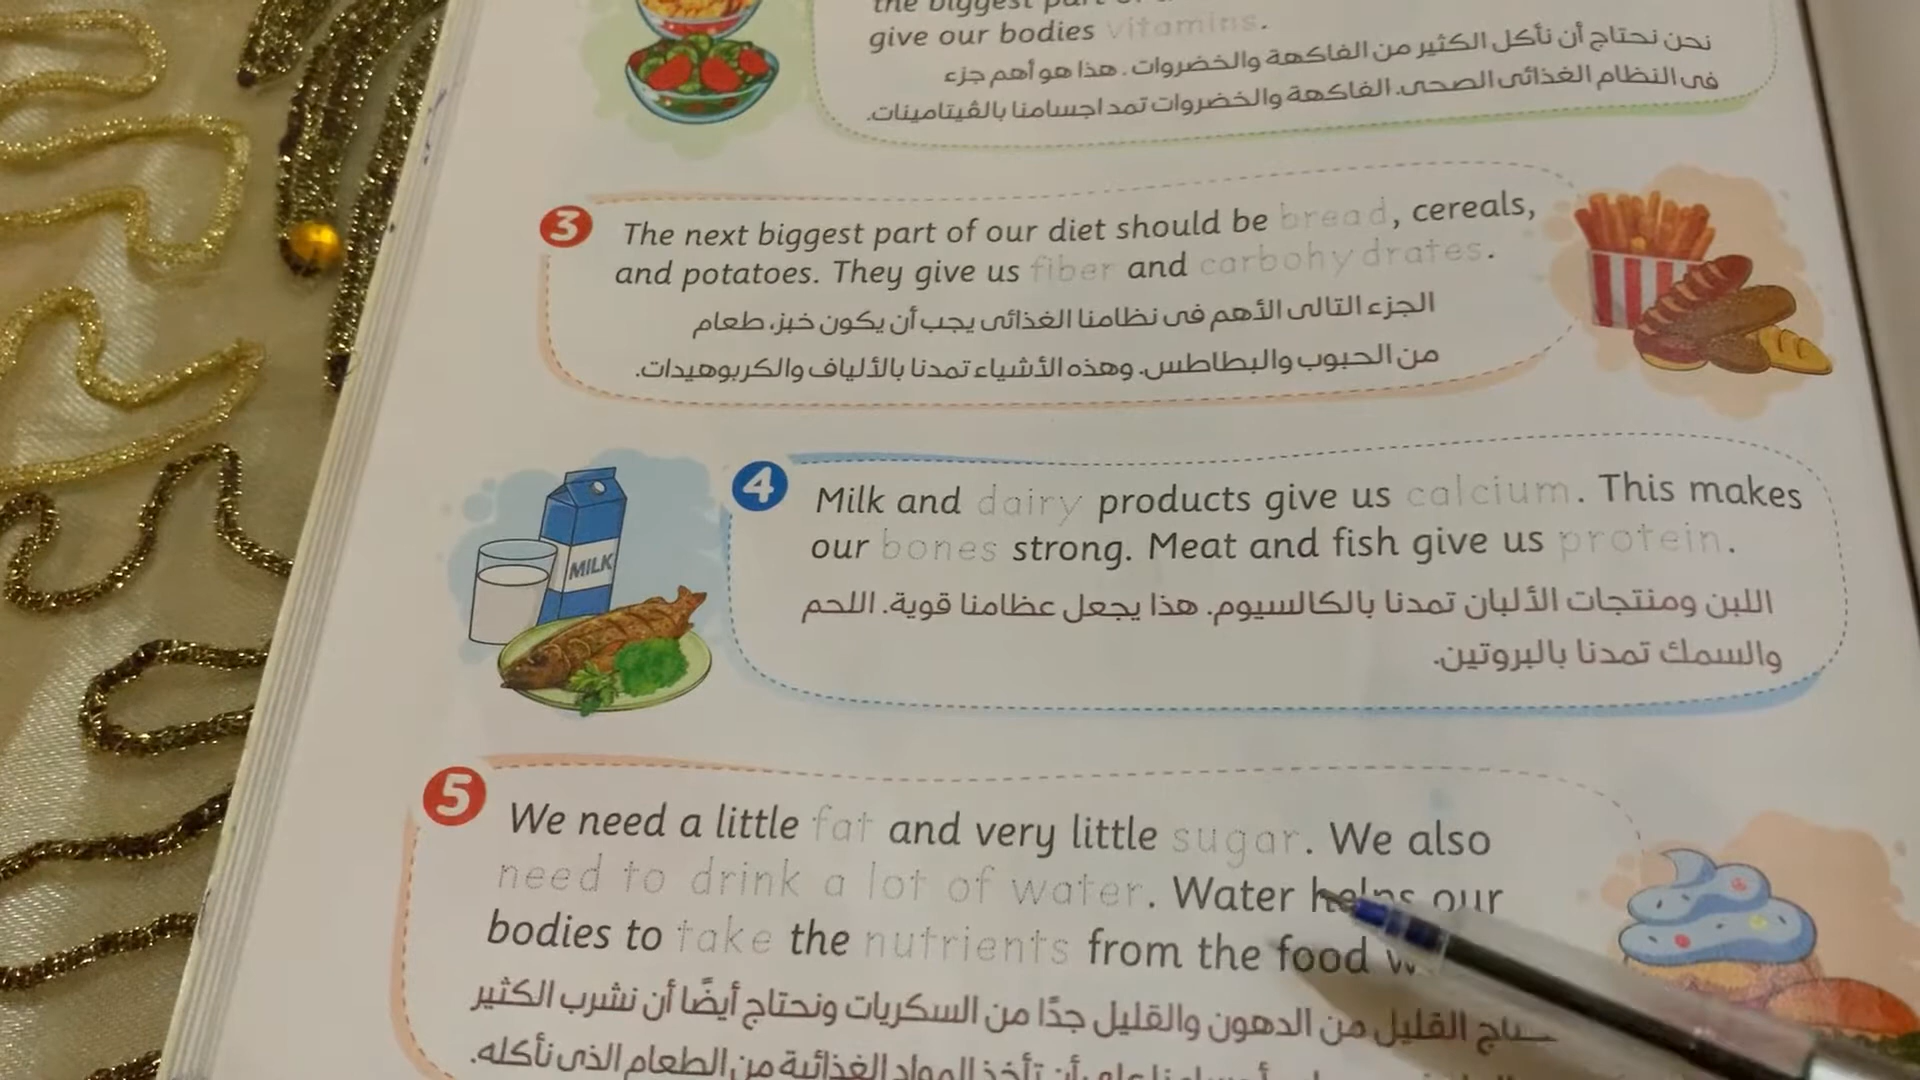 the biggest part of
give our bodies vitamins.
نحن نحتاج أن نأكل الكثير من الفاكهة والخضروات. هذا هو أهم جزء
فى النظام الغذائى الصحى. الفاكهة والخضروات تمد اجسامنا بالڤيتامينات.
3
The next biggest part of our diet should be bread, cereals,
and potatoes. They give us fiber and carbohydrates.
الجزء التالى الأهم فى نظامنا الغذائى يجب أن يكون خبز، طعام
من الحبوب والبطاطس. وهذه الأشياء تمدنا بالألياف والكربوهيدات.
MILK
4
Milk and dairy products give us calcium. This makes
our bones strong. Meat and fish give us protein.
اللبن ومنتجات الألبان تمدنا بالكالسيوم. هذا يجعل عظامنا قوية. اللحم
والسمك تمدنا بالبروتين.
5
We need a little fat and very little sugar. We also
need to drink a lot of water. Water helps our
bodies to take the nutrients from the food
القليل من الدهون والقليل جدًا من السكريات ونحتاج أيضًا أن نشرب الكثير
أن تأخذ المواد الغذائية من الطعام الذى نأكله.